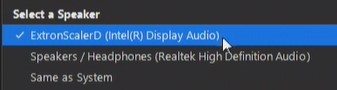 Select a Speaker
✓ ExtronScalerD (Intel(R) Display Audio)
Speakers / Headphones (Realtek High Definition Audio)
Same as System